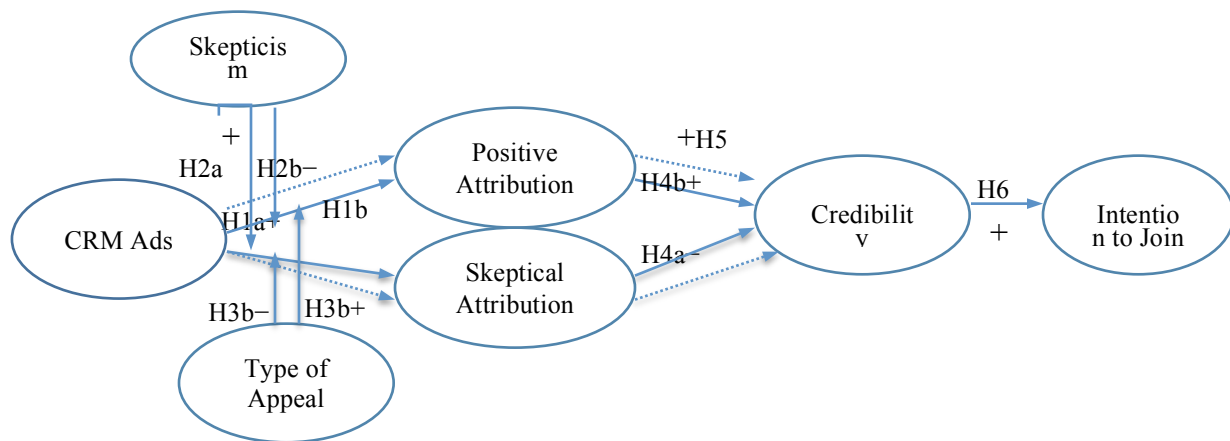 Skepticis
m
+
H2a
H2b−
Positive
Attribution
+H5
H4b+
H1a+
H1b
CRM Ads
Credibilit
y
H6
+
Intentio
n to Join
Skeptical
Attribution
H4a−
H3b−
H3b+
Type of
Appeal